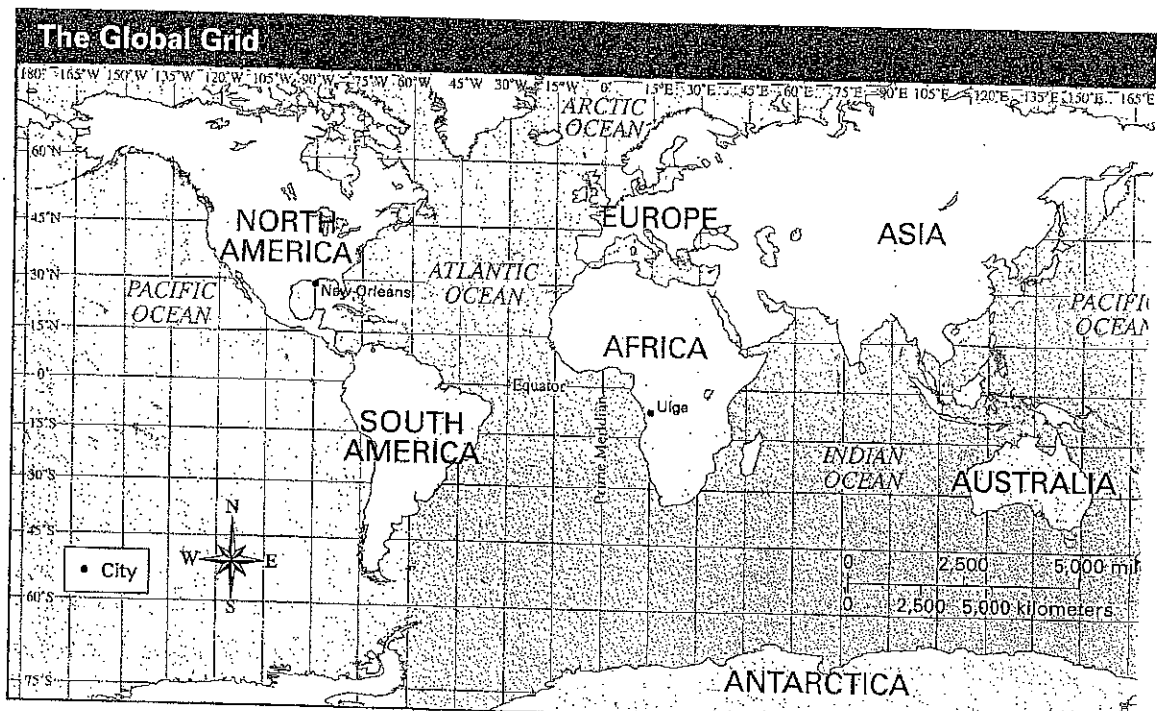 The Global Grid
180° 165°W 150°W 135°W 120°W 105°W 90°W 75°W 60°W 45°W 30°W 15°W 0° 15°E 30°E 45°E 60°E 75°E 90°E 105°E 120°E 135°E 150°E 165°E
ARCTIC
OCEAN
60°N
45°N
30°N
15°N
0°
15°S
30°S
45°S
60°S
75°S
NORTH
AMERICA
EUROPE
ASIA
New Orleans
ATLANTIC
OCEAN
PACIFIC
OCEAN
PACIFI
OCEAN
AFRICA
Equator
Prime Meridian
Uíge
SOUTH
AMERICA
INDIAN
OCEAN
AUSTRALIA
N
W E
S
• City
0 2,500 5,000 mil
0 2,500 5,000 kilometers
ANTARCTICA